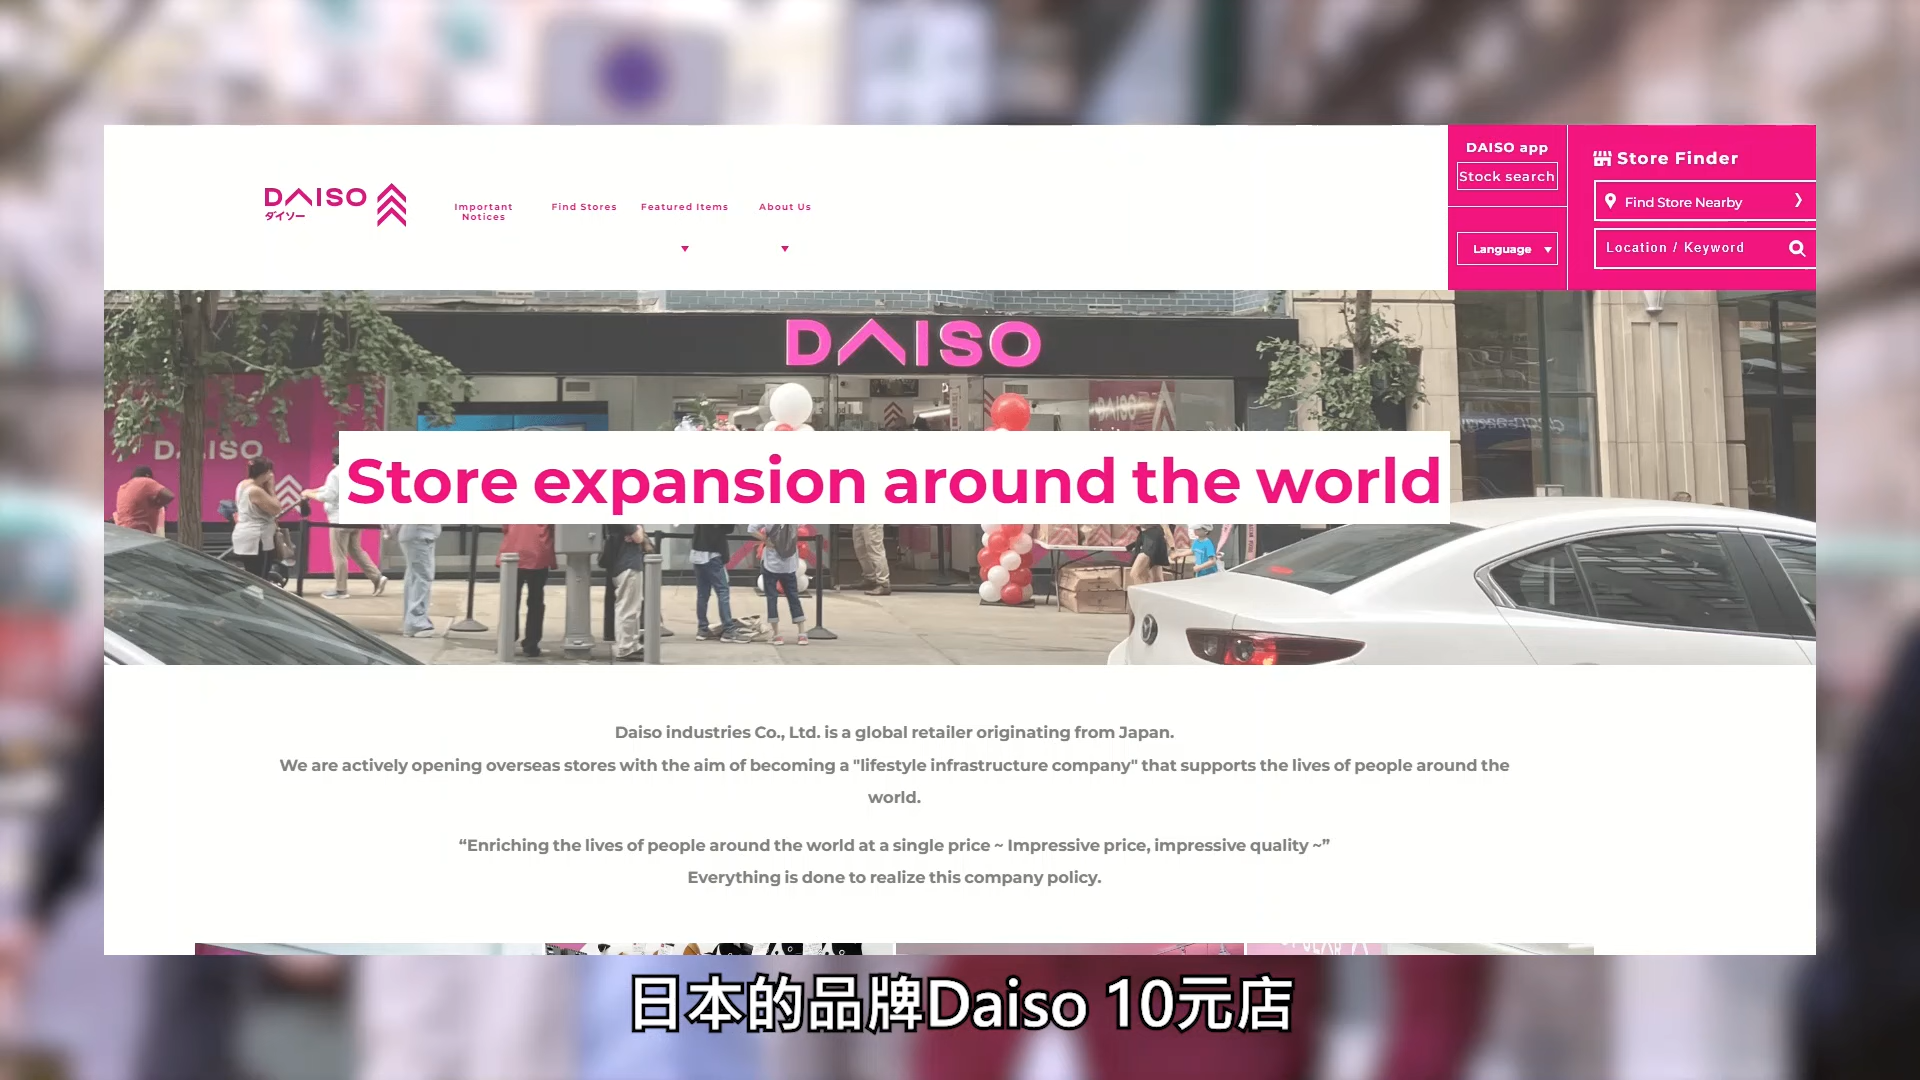 DAISO
ダイソー
Important
Notices
Find Stores
Featured Items
About Us
DAISO app
Stock search
Language
Store Finder
Find Store Nearby
Location / Keyword
DAISO
DAISO
DAISO
Store expansion around the world
Daiso industries Co., Ltd. is a global retailer originating from Japan.
We are actively opening overseas stores with the aim of becoming a "lifestyle infrastructure company" that supports the lives of people around the
world.
“Enriching the lives of people around the world at a single price ~ Impressive price, impressive quality ~”
Everything is done to realize this company policy.
日本的品牌Daiso 10元店